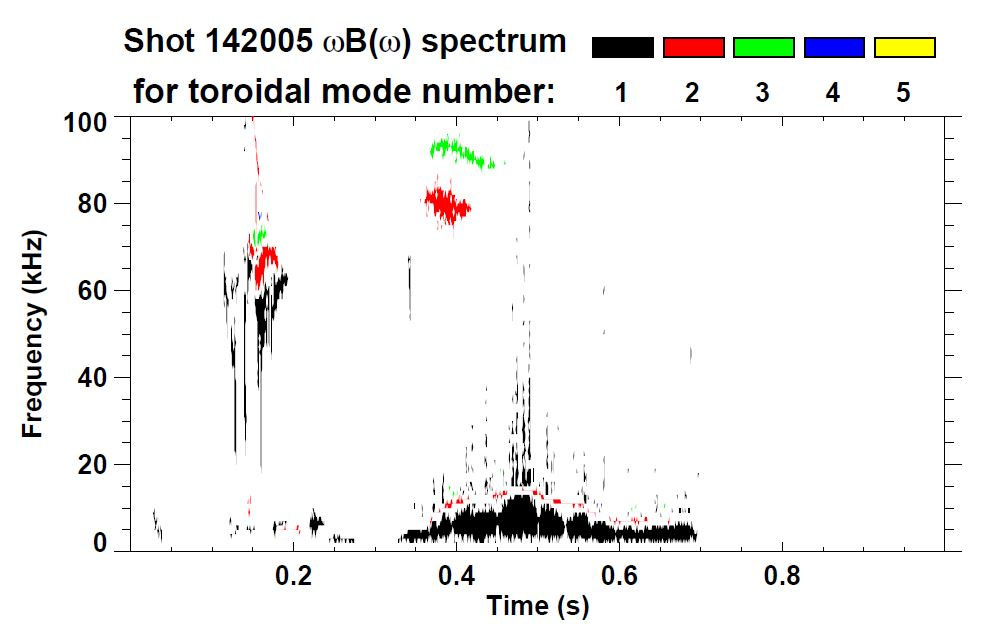 Shot 142005 ωB(ω) spectrum
for toroidal mode number: 1 2 3 4 5
100
80
60
40
20
0
Frequency (kHz)
0.2 0.4 0.6 0.8
Time (s)